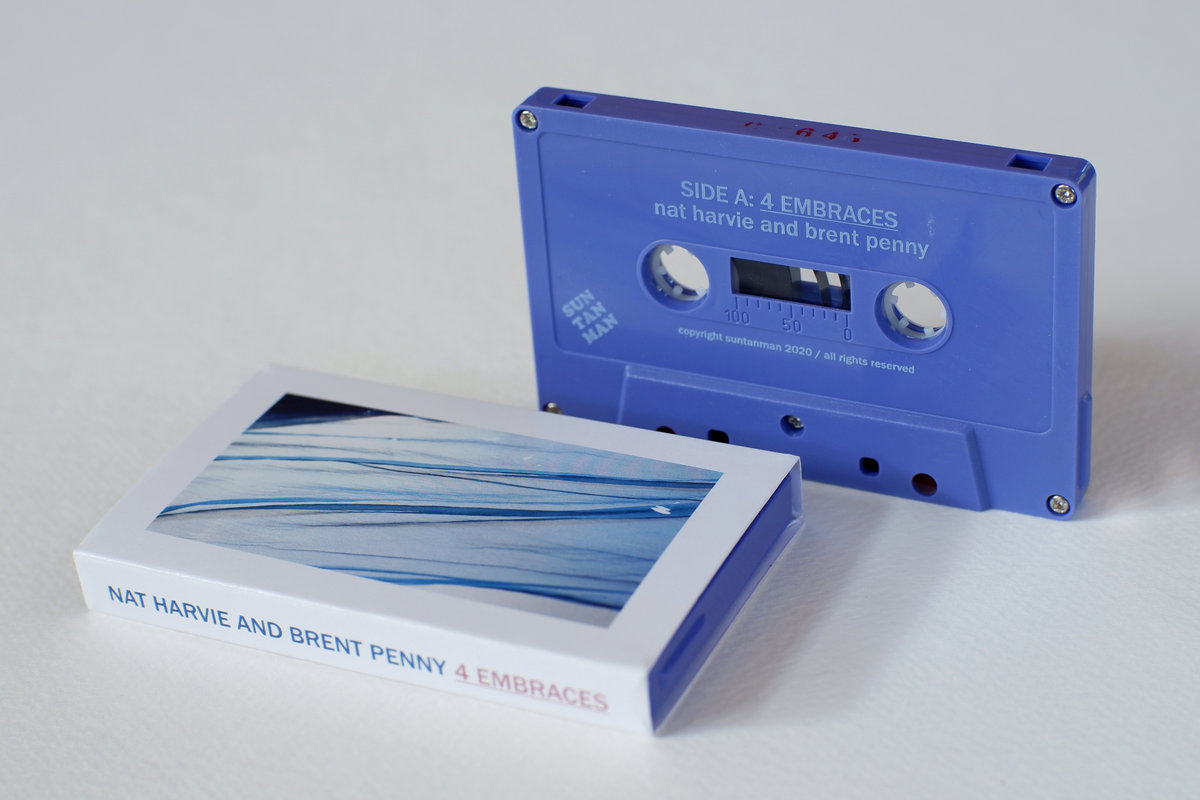 SIDE A: 4 EMBRACES
nat harvie and brent penny
SUN
TAN
MAN
100 50 0
copyright suntanman 2020 / all rights reserved
NAT HARVIE AND BRENT PENNY 4 EMBRACES